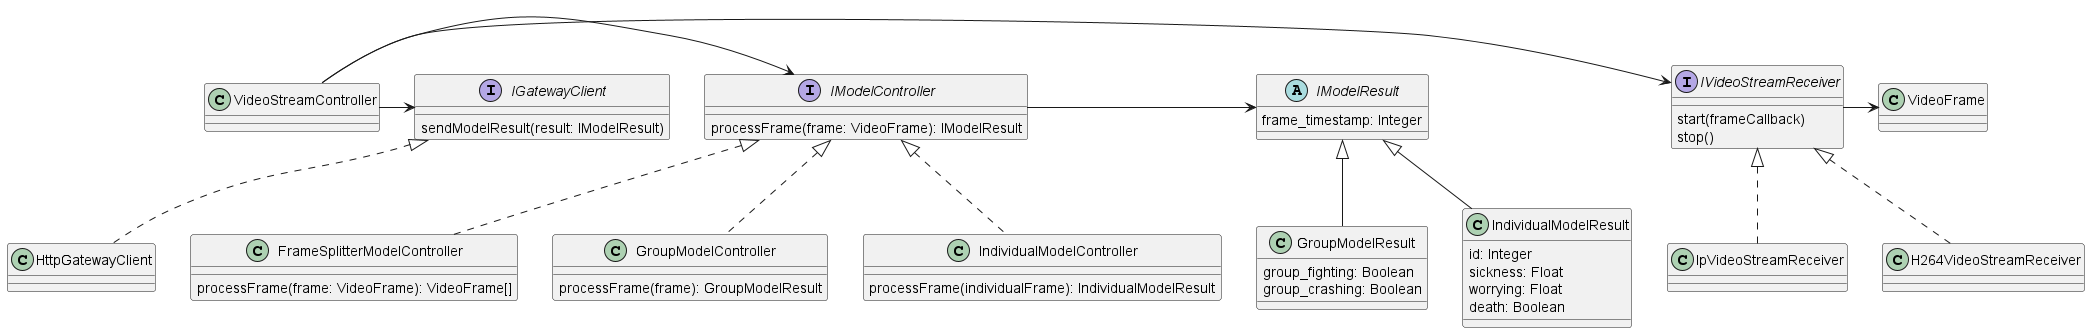 C VideoStreamController
I IGatewayClient
sendModelResult(result: IModelResult)
I IModelController
processFrame(frame: VideoFrame): IModelResult
A IModelResult
frame_timestamp: Integer
I IVideoStreamReceiver
start(frameCallback)
stop()
C VideoFrame
C HttpGatewayClient
C FrameSplitterModelController
processFrame(frame: VideoFrame): VideoFrame[]
C GroupModelController
processFrame(frame): GroupModelResult
C IndividualModelController
processFrame(individualFrame): IndividualModelResult
C GroupModelResult
group_fighting: Boolean
group_crashing: Boolean
C IndividualModelResult
id: Integer
sickness: Float
worrying: Float
death: Boolean
C IpVideoStreamReceiver
C H264VideoStreamReceiver